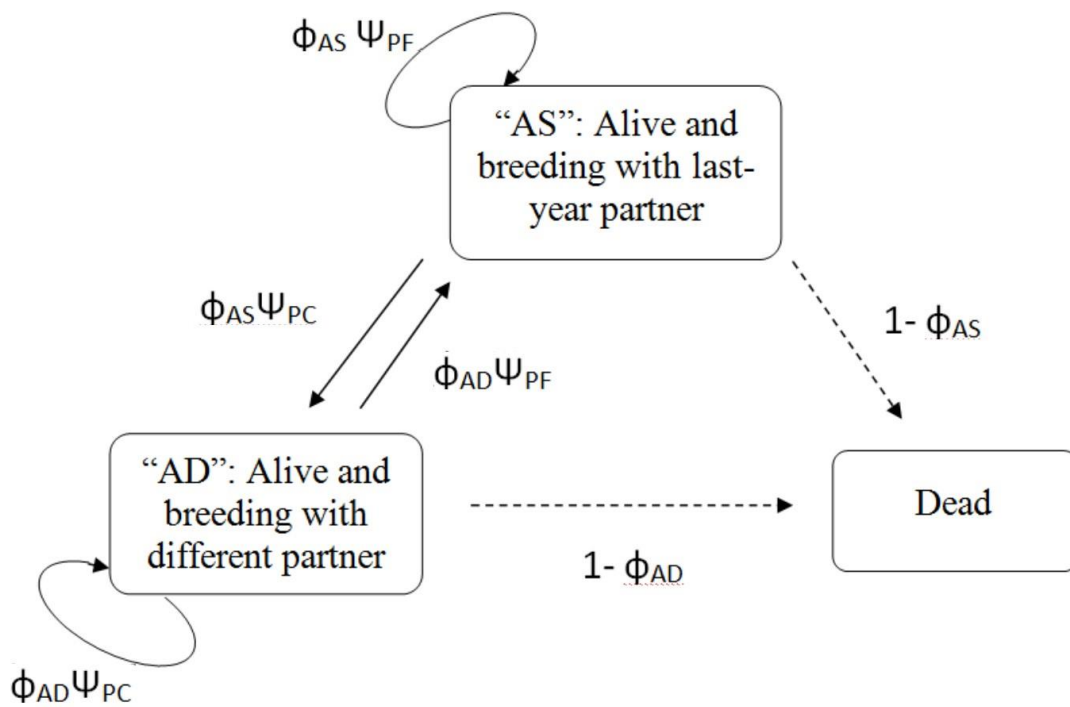 ϕAS ΨPF
“AS”: Alive and
breeding with last-
year partner
ϕASΨPC
ϕADΨPF
1- ϕAS
“AD”: Alive and
breeding with
different partner
1- ϕAD
Dead
ϕADΨPC